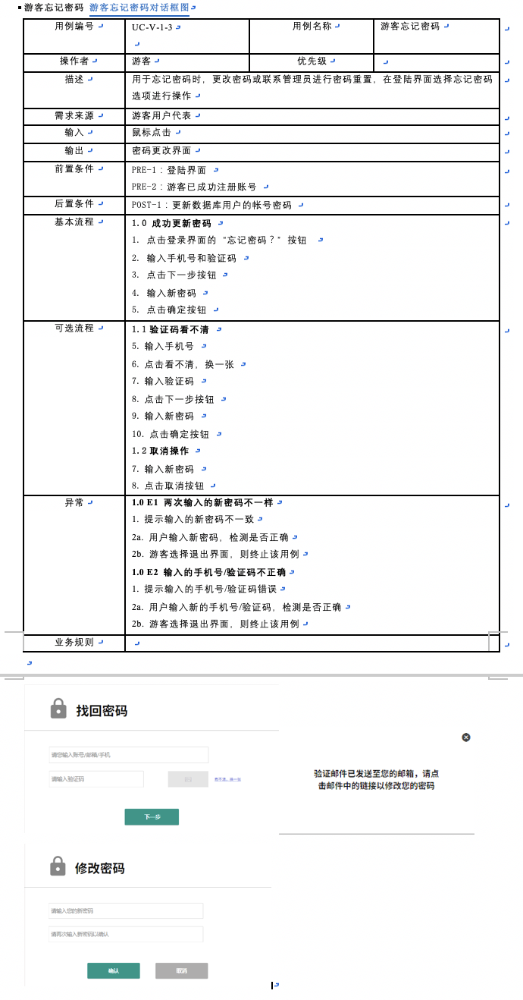 游客忘记密码 游客忘记密码对话框图
用例编号 UC-V-1-3 用例名称 游客忘记密码
操作者 游客 优先级
描述 用于忘记密码时，更改密码或联系管理员进行密码重置，在登陆界面选择忘记密码
选项进行操作
需求来源 游客用户代表
输入 鼠标点击
输出 密码更改界面
前置条件 PRE-1：登陆界面
PRE-2：游客已成功注册账号
后置条件 POST-1：更新数据库用户的帐号密码
基本流程 1.0 成功更新密码
1. 点击登录界面的“忘记密码？”按钮
2. 输入手机号和验证码
3. 点击下一步按钮
4. 输入新密码
5. 点击确定按钮
可选流程 1.1 验证码看不清
5. 输入手机号
6. 点击看不清，换一张
7. 输入验证码
8. 点击下一步按钮
9. 输入新密码
10. 点击确定按钮
1.2 取消操作
7. 输入新密码
8. 点击取消按钮
异常 1.0 E1 两次输入的新密码不一样
1. 提示输入的新密码不一致
2a. 用户输入新密码，检测是否正确
2b. 游客选择退出界面，则终止该用例
1.0 E2 输入的手机号/验证码不正确
1. 提示输入的手机号/验证码错误
2a. 用户输入新的手机号/验证码，检测是否正确
2b. 游客选择退出界面，则终止该用例
业务规则
找回密码
请您输入账号/邮箱/手机
请输入验证码 看不清，换一张
下一步
验证邮件已发送至您的邮箱，请点
击邮件中的链接以修改您的密码
修改密码
请输入您的新密码
请再次输入新密码以确认
确认 取消